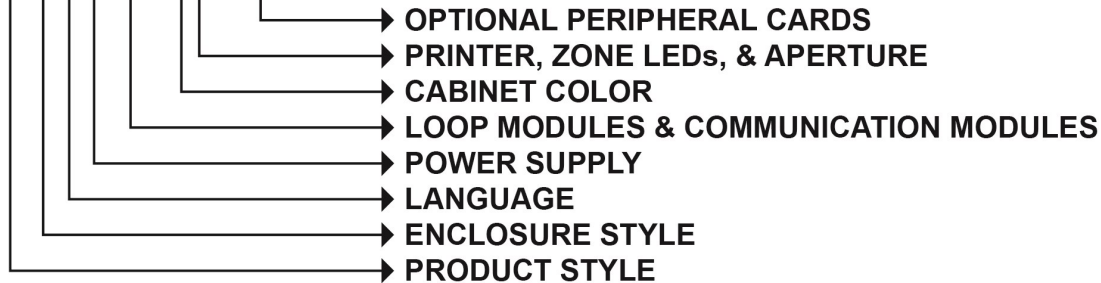 OPTIONAL PERIPHERAL CARDS
PRINTER, ZONE LEDs, & APERTURE
CABINET COLOR
LOOP MODULES & COMMUNICATION MODULES
POWER SUPPLY
LANGUAGE
ENCLOSURE STYLE
PRODUCT STYLE